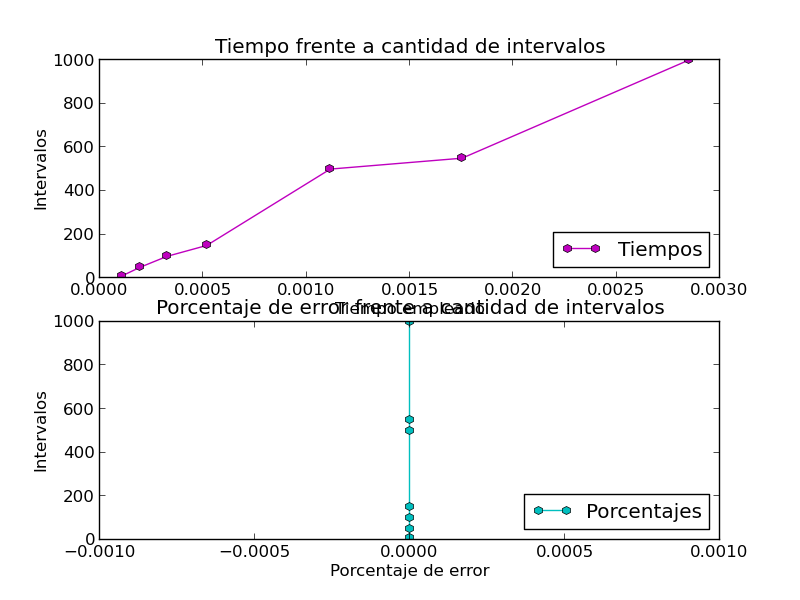 Tiempo frente a cantidad de intervalos
1000
800
600
400
200
0
Intervalos
Tiempos
0.0000 0.0005 0.0010 0.0015 0.0020 0.0025 0.0030
Tiempo empleado
Porcentaje de error frente a cantidad de intervalos
1000
800
600
400
200
0
Intervalos
Porcentajes
−0.0010 −0.0005 0.0000 0.0005 0.0010
Porcentaje de error